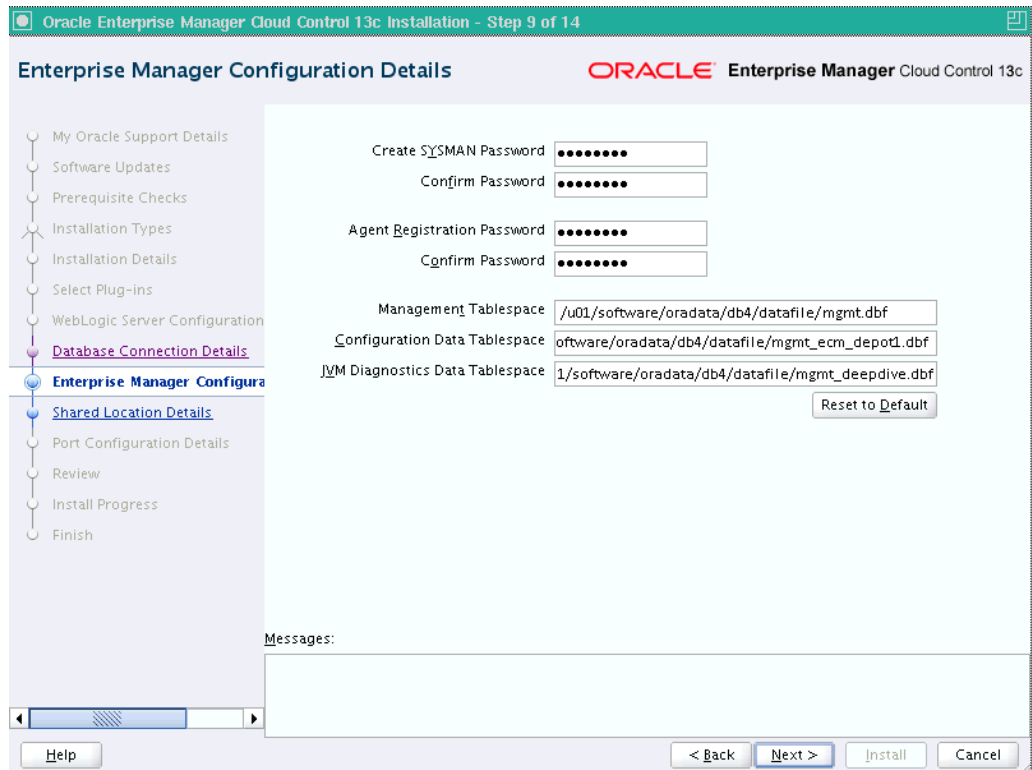 Oracle Enterprise Manager Cloud Control 13c Installation - Step 9 of 14
Enterprise Manager Configuration Details
ORACLE Enterprise Manager Cloud Control 13c
My Oracle Support Details
Software Updates
Prerequisite Checks
Installation Types
Installation Details
Select Plug-ins
WebLogic Server Configuration
Database Connection Details
Enterprise Manager Configura
Shared Location Details
Port Configuration Details
Review
Install Progress
Finish
Create SYSMAN Password ●●●●●●●●
Confirm Password ●●●●●●●●
Agent Registration Password ●●●●●●●●
Confirm Password ●●●●●●●●
Management Tablespace /u01/software/oradata/db4/datafile/mgmt.dbf
Configuration Data Tablespace oftware/oradata/db4/datafile/mgmt_ecm_depot1.dbf
JVM Diagnostics Data Tablespace 1/software/oradata/db4/datafile/mgmt_deepdive.dbf
Reset to Default
Messages:
Help < Back Next > Install Cancel